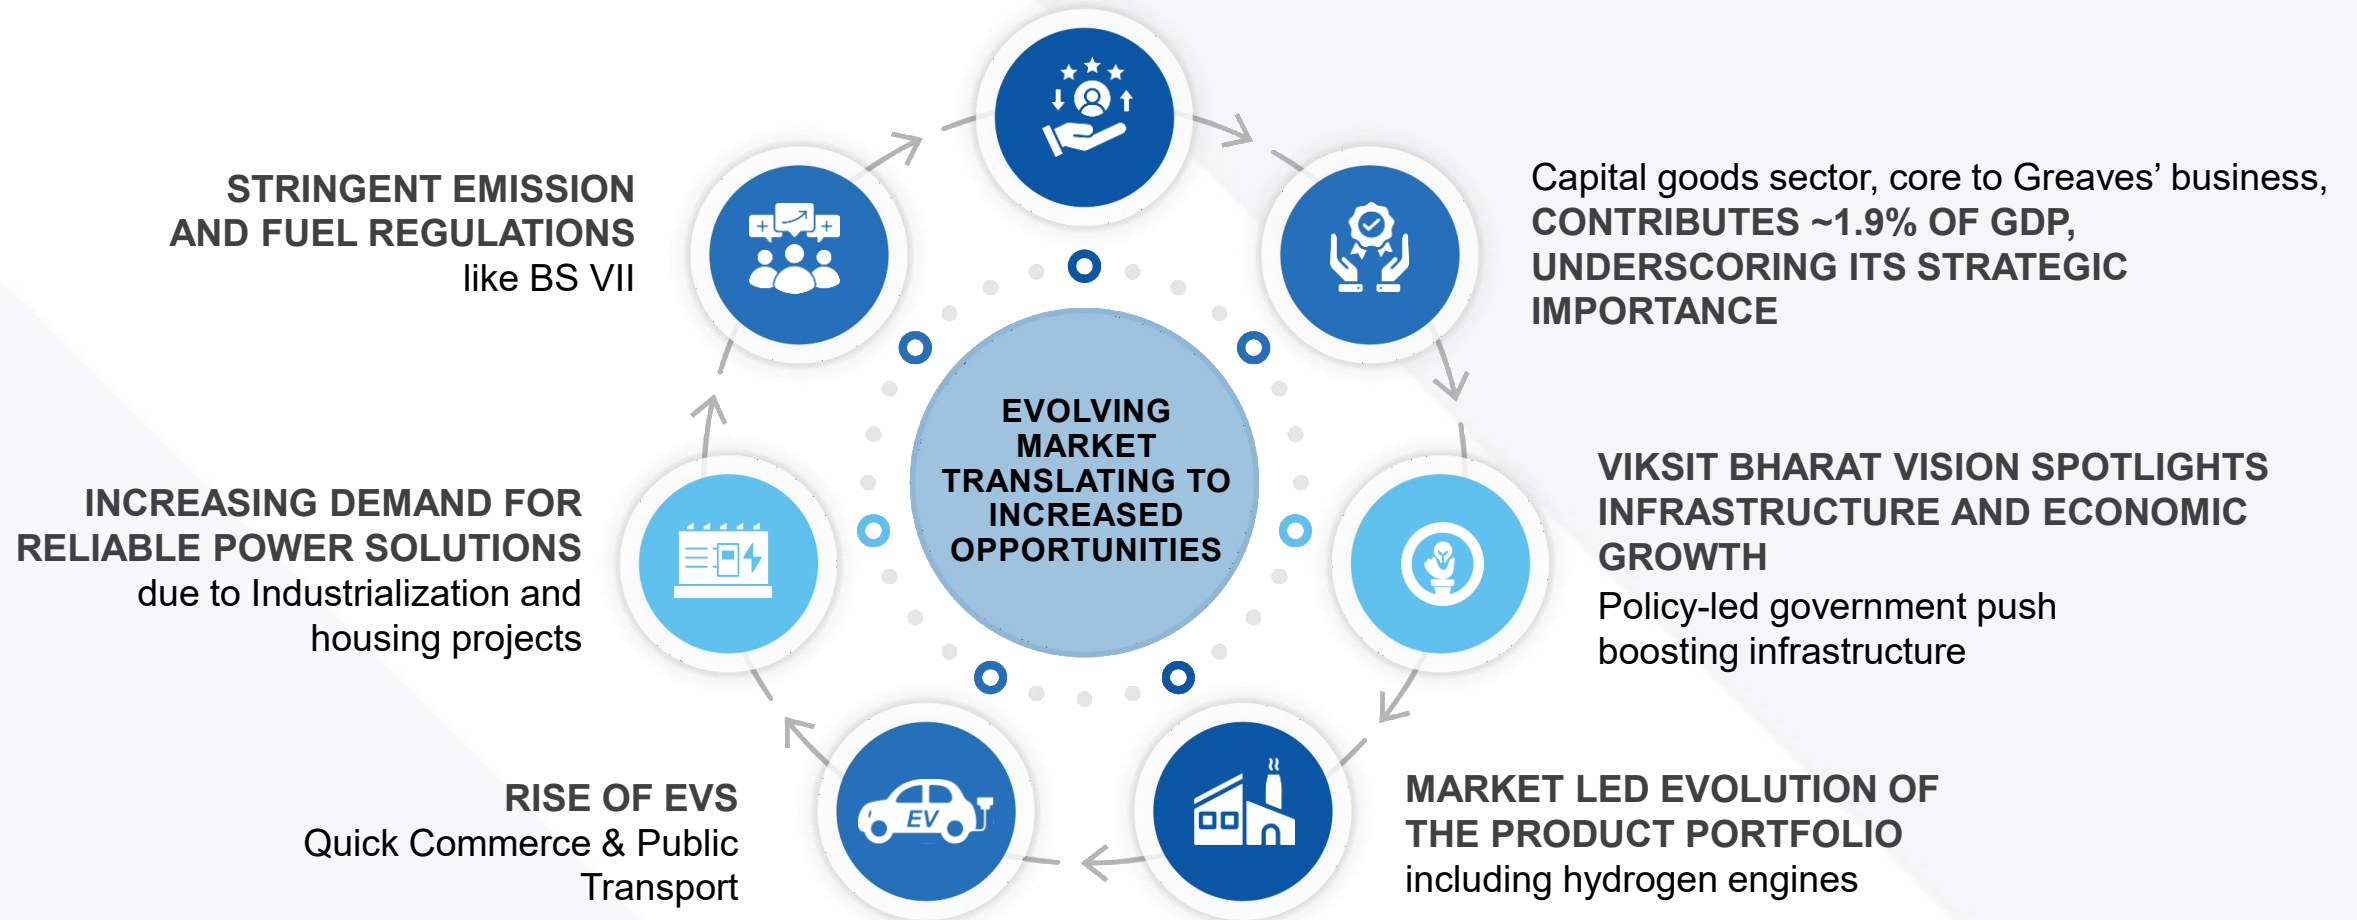 STRINGENT EMISSION
AND FUEL REGULATIONS
like BS VII
Capital goods sector, core to Greaves’ business,
CONTRIBUTES ~1.9% OF GDP,
UNDERSCORING ITS STRATEGIC
IMPORTANCE
EVOLVING
MARKET
TRANSLATING TO
INCREASED
OPPORTUNITIES
INCREASING DEMAND FOR
RELIABLE POWER SOLUTIONS
due to Industrialization and
housing projects
VIKSIT BHARAT VISION SPOTLIGHTS
INFRASTRUCTURE AND ECONOMIC
GROWTH
Policy-led government push
boosting infrastructure
RISE OF EVS
Quick Commerce & Public
Transport
EV
MARKET LED EVOLUTION OF
THE PRODUCT PORTFOLIO
including hydrogen engines